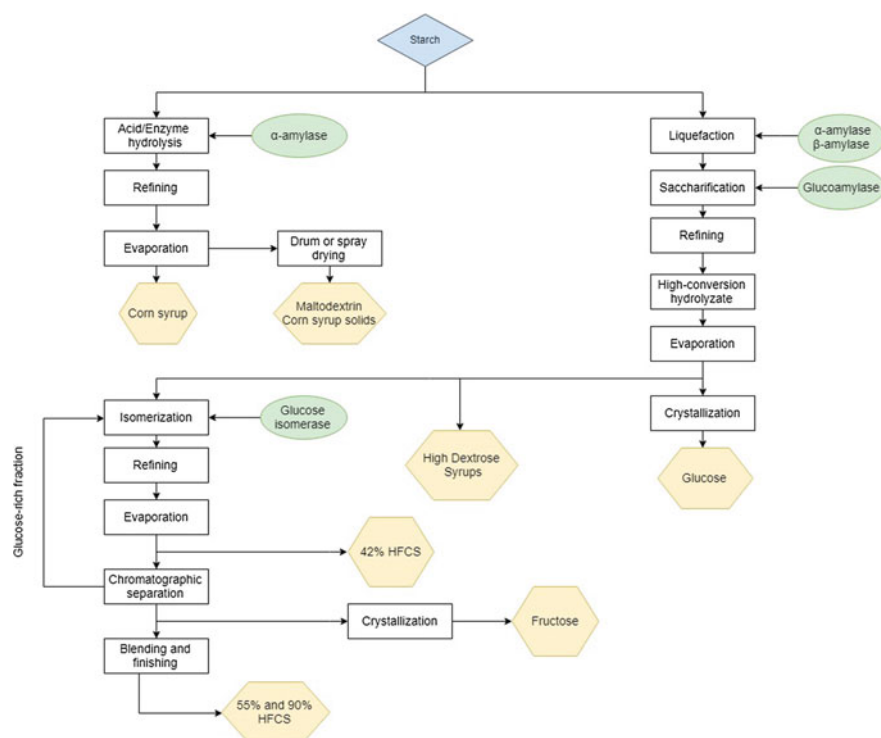 Starch
Acid/Enzyme
hydrolysis
α-amylase
Liquefaction
α-amylase
β-amylase
Refining
Saccharification
Glucoamylase
Evaporation
Drum or spray
drying
Refining
Corn syrup
Maltodextrin
Corn syrup solids
High-conversion
hydrolyzate
Evaporation
Isomerization
Glucose
isomerase
Crystallization
Glucose-rich fraction
Refining
High Dextrose
Syrups
Glucose
Evaporation
42% HFCS
Chromatographic
separation
Crystallization
Fructose
Blending and
finishing
55% and 90%
HFCS